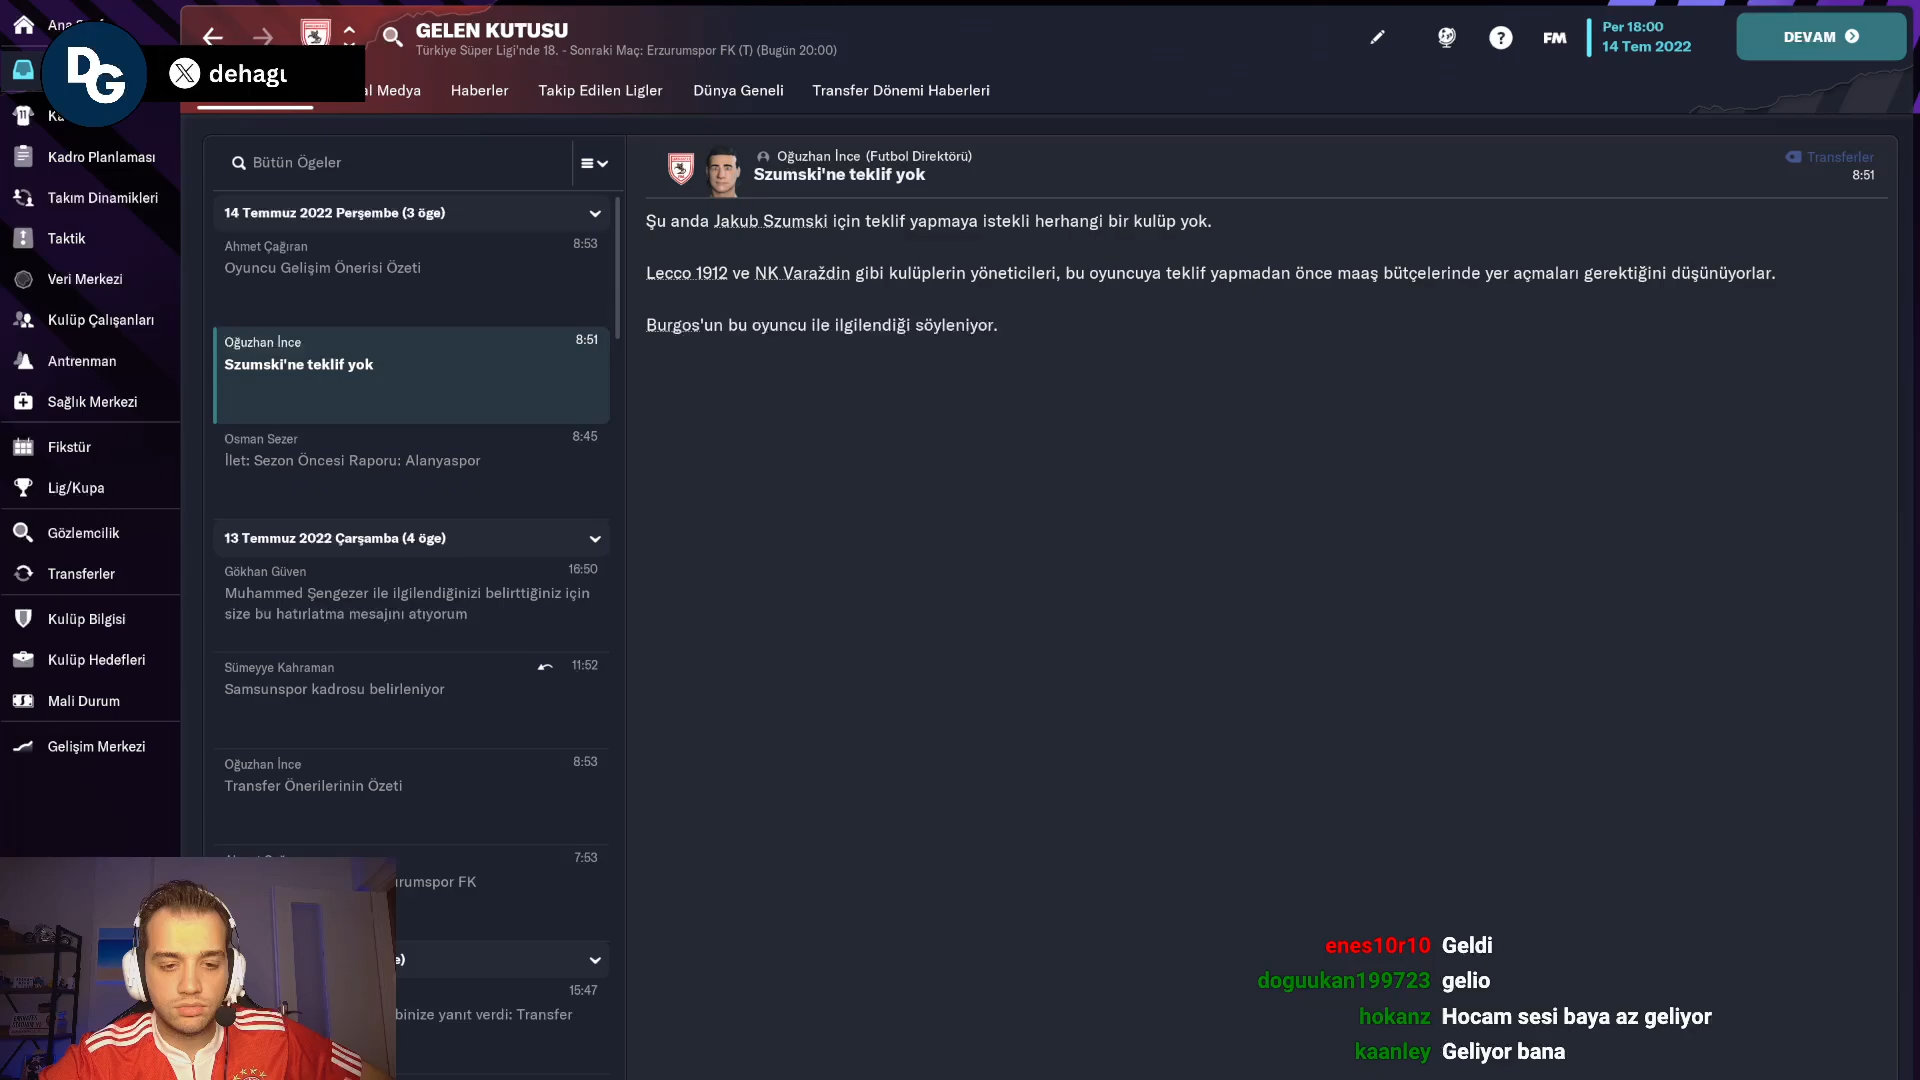 Ana
GELEN KUTUSU
Türkiye Süper Ligi'nde 18. - Sonraki Maç: Erzurumspor FK (T) (Bugün 20:00)
FM
Per 18:00
14 Tem 2022
DEVAM
DG
dehagu
al Medya
Haberler
Takip Edilen Ligler
Dünya Geneli
Transfer Dönemi Haberleri
Kadro Planlaması
Takım Dinamikleri
Taktik
Veri Merkezi
Kulüp Çalışanları
Antrenman
Sağlık Merkezi
Fikstür
Lig/Kupa
Gözlemcilik
Transferler
Kulüp Bilgisi
Kulüp Hedefleri
Mali Durum
Gelişim Merkezi
Bütün Ögeler
14 Temmuz 2022 Perşembe (3 öge)
Ahmet Çağıran 8:53
Oyuncu Gelişim Önerisi Özeti
Oğuzhan İnce 8:51
Szumski'ne teklif yok
Osman Sezer 8:45
İlet: Sezon Öncesi Raporu: Alanyaspor
13 Temmuz 2022 Çarşamba (4 öge)
Gökhan Güven 16:50
Muhammed Şengezer ile ilgilendiğinizi belirttiğiniz için
size bu hatırlatma mesajını atıyorum
Sümeyye Kahraman 11:52
Samsunspor kadrosu belirleniyor
Oğuzhan İnce 8:53
Transfer Önerilerinin Özeti
7:53
urumspor FK
e)
15:47
binize yanıt verdi: Transfer
Oğuzhan İnce (Futbol Direktörü)
Szumski'ne teklif yok
Transferler
8:51
Şu anda Jakub Szumski için teklif yapmaya istekli herhangi bir kulüp yok.
Lecco 1912 ve NK Varaždin gibi kulüplerin yöneticileri, bu oyuncuya teklif yapmadan önce maaş bütçelerinde yer açmaları gerektiğini düşünüyorlar.
Burgos'un bu oyuncu ile ilgilendiği söyleniyor.
enes10r10 Geldi
doguukan199723 gelio
hokanz Hocam sesi baya az geliyor
kaanley Geliyor bana